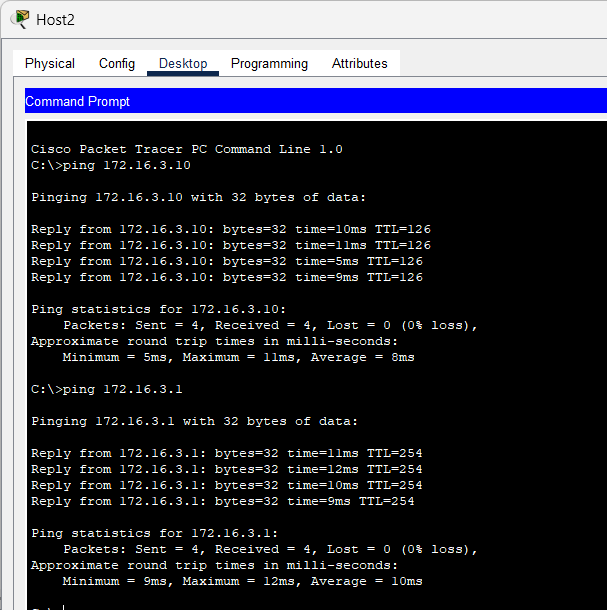 Host2
Physical Config Desktop Programming Attributes
Command Prompt
Cisco Packet Tracer PC Command Line 1.0
C:\>ping 172.16.3.10
Pinging 172.16.3.10 with 32 bytes of data:
Reply from 172.16.3.10: bytes=32 time=10ms TTL=126
Reply from 172.16.3.10: bytes=32 time=11ms TTL=126
Reply from 172.16.3.10: bytes=32 time=5ms TTL=126
Reply from 172.16.3.10: bytes=32 time=9ms TTL=126
Ping statistics for 172.16.3.10:
Packets: Sent = 4, Received = 4, Lost = 0 (0% loss),
Approximate round trip times in milli-seconds:
Minimum = 5ms, Maximum = 11ms, Average = 8ms
C:\>ping 172.16.3.1
Pinging 172.16.3.1 with 32 bytes of data:
Reply from 172.16.3.1: bytes=32 time=11ms TTL=254
Reply from 172.16.3.1: bytes=32 time=12ms TTL=254
Reply from 172.16.3.1: bytes=32 time=10ms TTL=254
Reply from 172.16.3.1: bytes=32 time=9ms TTL=254
Ping statistics for 172.16.3.1:
Packets: Sent = 4, Received = 4, Lost = 0 (0% loss),
Approximate round trip times in milli-seconds:
Minimum = 9ms, Maximum = 12ms, Average = 10ms